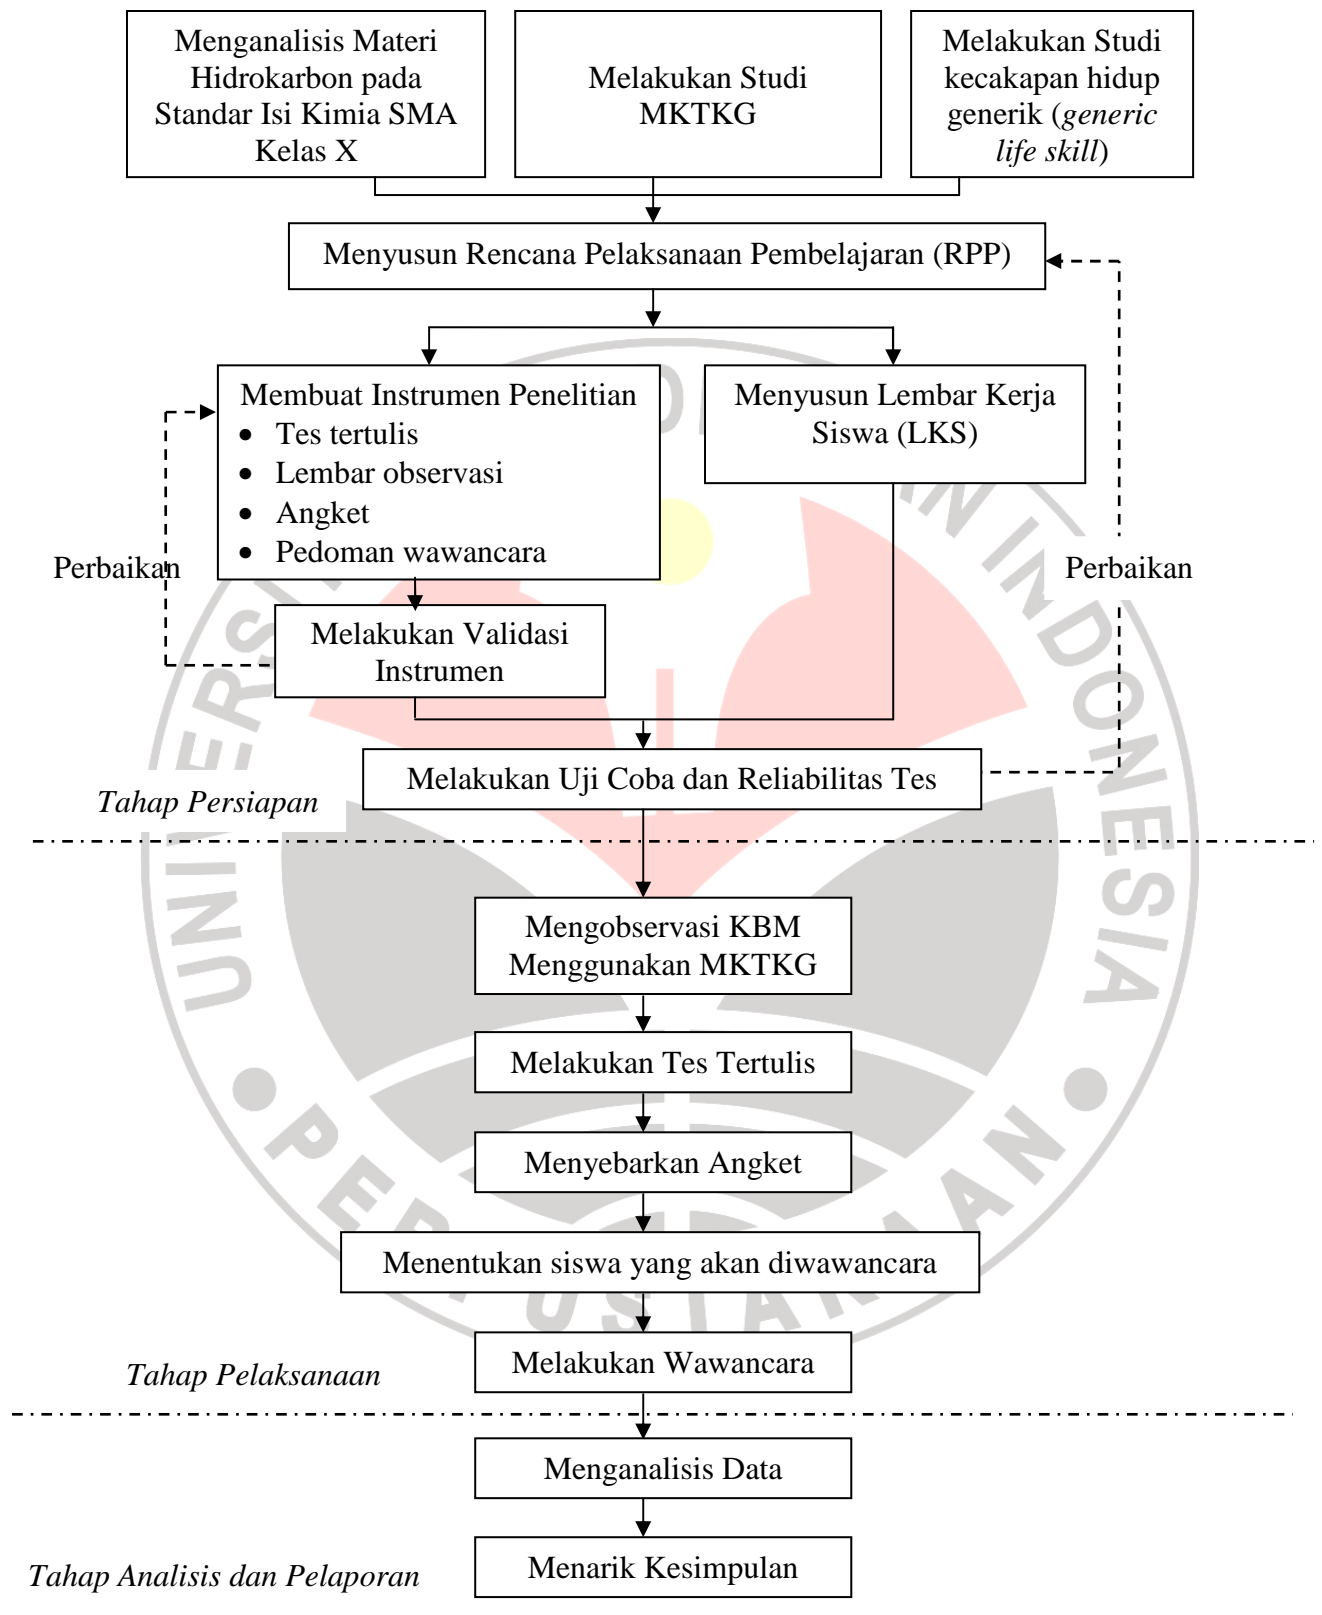 Menganalisis Materi
Hidrokarbon pada
Standar Isi Kimia SMA
Kelas X
Melakukan Studi
MKTKG
Melakukan Studi
kecakapan hidup
generik (generic
life skill)
Menyusun Rencana Pelaksanaan Pembelajaran (RPP)
Membuat Instrumen Penelitian
• Tes tertulis
• Lembar observasi
• Angket
• Pedoman wawancara
Menyusun Lembar Kerja
Siswa (LKS)
Perbaikan
Perbaikan
Melakukan Validasi
Instrumen
Melakukan Uji Coba dan Reliabilitas Tes
Tahap Persiapan
Mengobservasi KBM
Menggunakan MKTKG
Melakukan Tes Tertulis
Menyebarkan Angket
Menentukan siswa yang akan diwawancara
Melakukan Wawancara
Tahap Pelaksanaan
Menganalisis Data
Menarik Kesimpulan
Tahap Analisis dan Pelaporan
INDONESIA